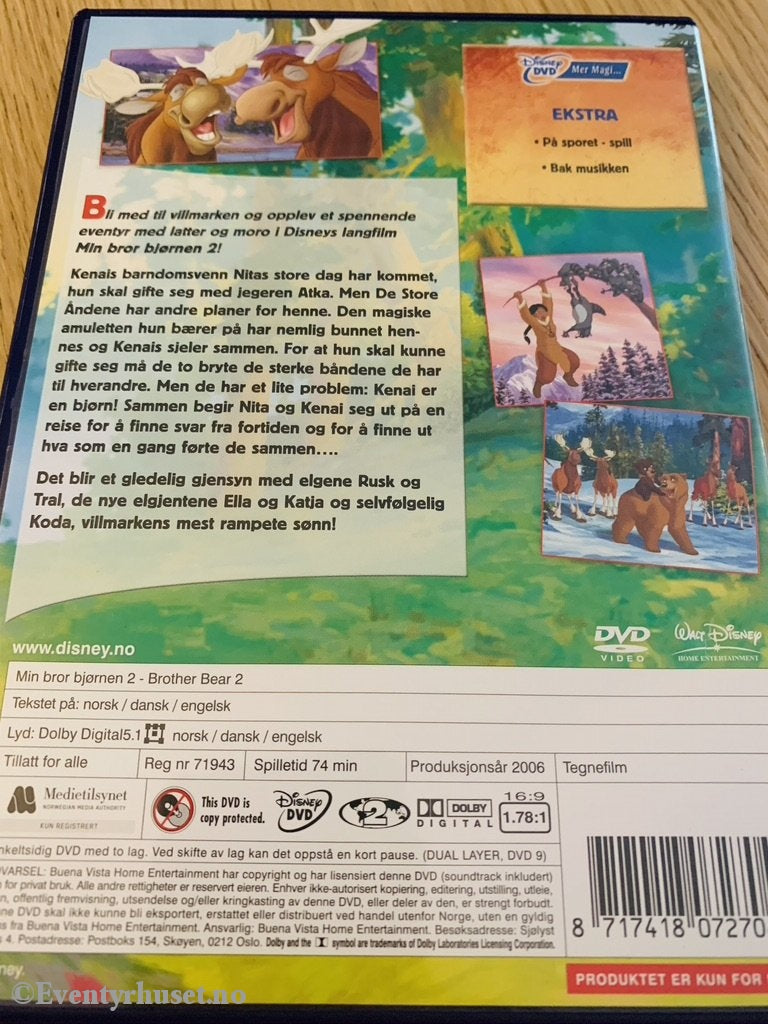 Disney DVD Mer Magi...
EKSTRA
• På sporet - spill
• Bak musikken
Bli med til villmarken og opplev et spennende
eventyr med latter og moro i Disneys langfilm
Min bror bjørnen 2!
Kenais barndomsvenn Nitas store dag har kommet,
hun skal gifte seg med jegeren Atka. Men De Store
Åndene har andre planer for henne. Den magiske
amuletten hun bærer på har nemlig bunnet hen-
nes og Kenais sjeler sammen. For at hun skal kunne
gifte seg må de to bryte de sterke båndene de har
til hverandre. Men de har et lite problem: Kenai er
en bjørn! Sammen begir Nita og Kenai seg ut på en
reise for å finne svar fra fortiden og for å finne ut
hva som en gang førte de sammen....
Det blir et gledelig gjensyn med elgene Rusk og
Tral, de nye elgjentene Ella og Katja og selvfølgelig
Koda, villmarkens mest rampete sønn!
www.disney.no
DVD VIDEO
Walt Disney HOME ENTERTAINMENT
Min bror bjørnen 2 - Brother Bear 2
Tekstet på: norsk / dansk / engelsk
Lyd: Dolby Digital5.1 norsk / dansk / engelsk
Tillatt for alle Reg nr 71943 Spilletid 74 min Produksjonsår 2006 Tegnefilm
Medietilsynet
NORWEGIAN MEDIA AUTHORITY
KUN REGISTRERT
This DVD is
copy protected.
Disney DVD
2
DOLBY
DIGITAL
16:9
1.78:1
nkeltsidig DVD med to lag. Ved skifte av lag kan det oppstå en kort pause. (DUAL LAYER, DVD 9)
VARSEL: Buena Vista Home Entertainment har copyright og har lisensiert denne DVD (soundtrack inkludert)
for privat bruk. Alle andre rettigheter er reservert eieren. Enhver ikke-autorisert kopiering, editering, utstilling, utleie,
n, offentlig fremvisning, utsendelse og/eller kringkasting av denne DVD, eller deler av den, er strengt forbudt.
ne DVD skal ikke kunne bli eksportert, erstattet eller distribuert ved handel utenfor Norge, uten en gyldig
s fra Buena Vista Home Entertainment. Ansvarlig: Buena Vista Home Entertainment. Besøksadresse: Sjølyst
s 4. Postadresse: Postboks 154, Skøyen, 0212 Oslo. Dolby and the symbol are trademarks of Dolby Laboratories Licensing Corporation.
8 717418 07270
ney.
PRODUKTET ER KUN FOR
©Eventyrhuset.no